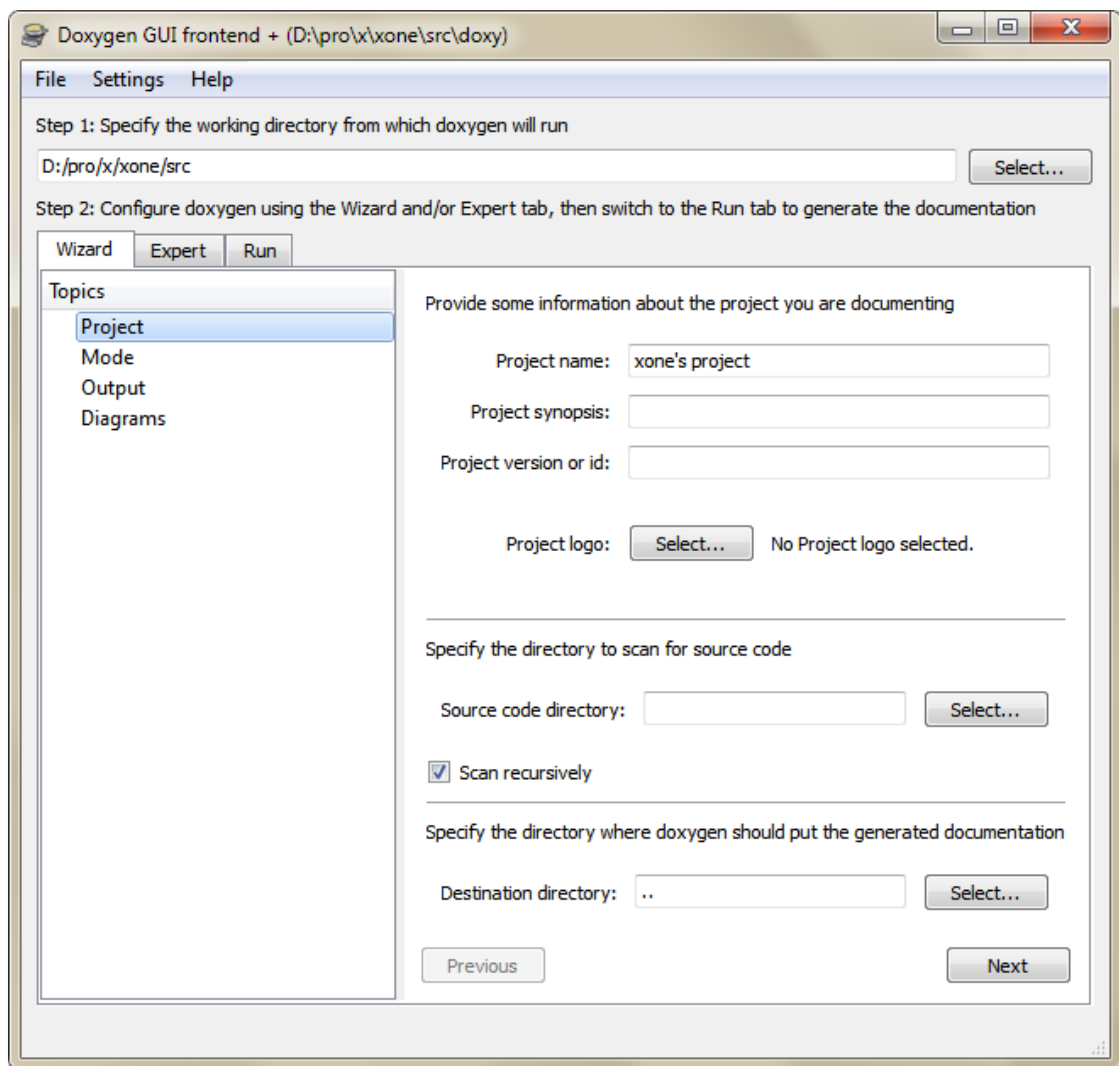 Doxygen GUI frontend + (D:\pro\x\xone\src\doxy)
File Settings Help
Step 1: Specify the working directory from which doxygen will run
D:/pro/x/xone/src Select...
Step 2: Configure doxygen using the Wizard and/or Expert tab, then switch to the Run tab to generate the documentation
Wizard Expert Run
Topics
Project
Mode
Output
Diagrams
Provide some information about the project you are documenting
Project name: xone's project
Project synopsis:
Project version or id:
Project logo: Select... No Project logo selected.
Specify the directory to scan for source code
Source code directory: Select...
Scan recursively
Specify the directory where doxygen should put the generated documentation
Destination directory: .. Select...
Previous Next